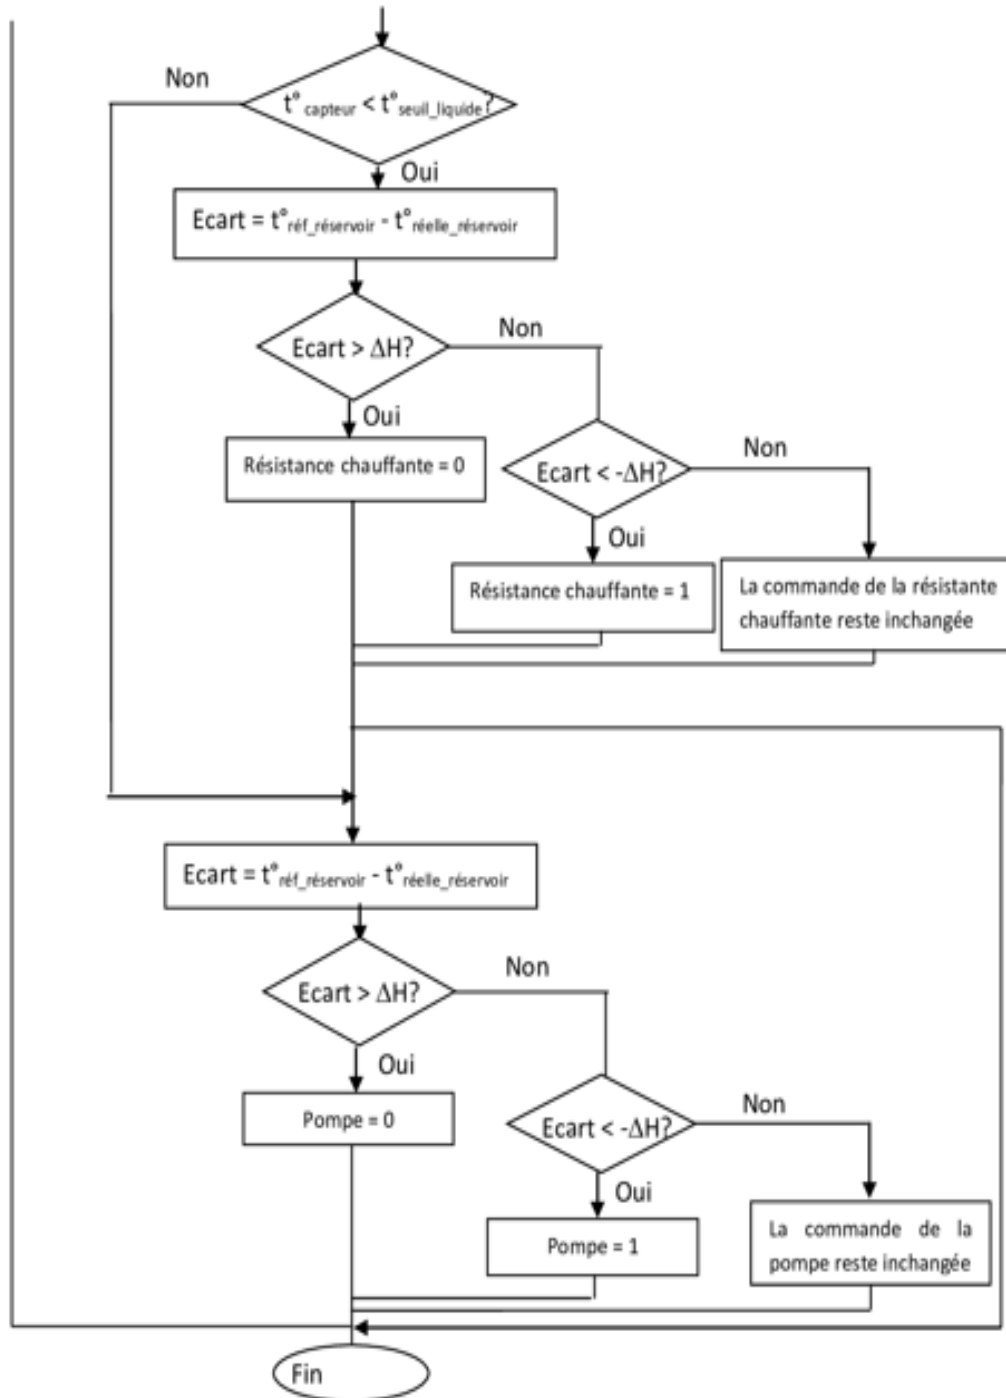 Non
t°capteur < t°seuil_liquide?
Oui
Ecart = t°réf_réservoir - t°réelle_réservoir
Non
Ecart > ΔH?
Oui
Résistance chauffante = 0
Non
Ecart < -ΔH?
Oui
Résistance chauffante = 1
La commande de la résistante
chauffante reste inchangée
Ecart = t°réf_réservoir - t°réelle_réservoir
Non
Ecart > ΔH?
Oui
Pompe = 0
Non
Ecart < -ΔH?
Oui
Pompe = 1
La commande de la
pompe reste inchangée
Fin